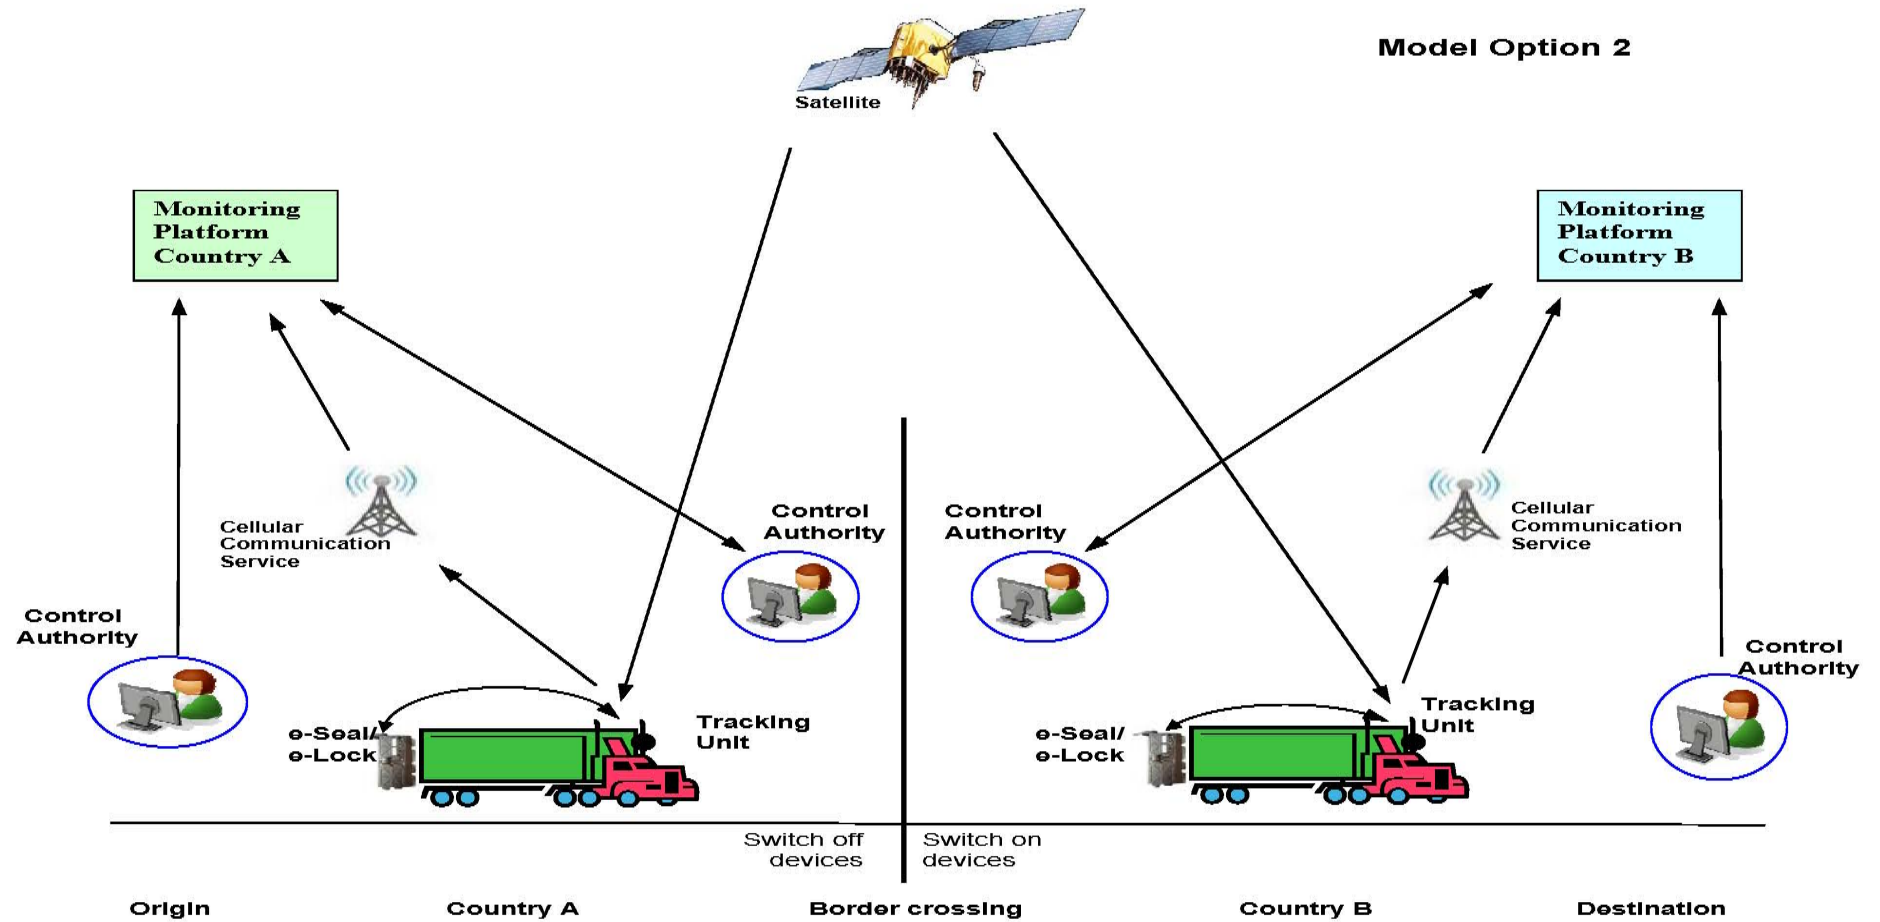 Model Option 2
Satellite
Monitoring
Platform
Country A
Monitoring
Platform
Country B
Cellular
Communication
Service
Control
Authority
Control
Authority
Cellular
Communication
Service
Control
Authority
Control
Authority
e-Seal/
e-Lock
Tracking
Unit
e-Seal/
e-Lock
Tracking
Unit
Switch off
devices
Switch on
devices
Origin
Country A
Border crossing
Country B
Destination